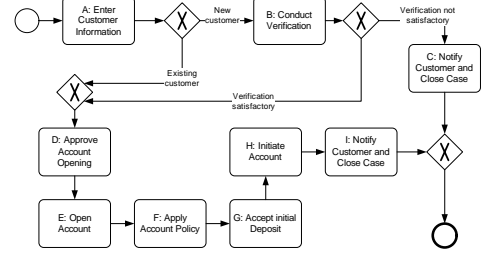 A: Enter
Customer
Information
New
customer
B: Conduct
Verification
Verification not
satisfactory
C: Notify
Customer and
Close Case
Existing
customer
Verification
satisfactory
D: Approve
Account
Opening
H: Initiate
Account
I: Notify
Customer and
Close Case
E: Open
Account
F: Apply
Account Policy
G: Accept initial
Deposit